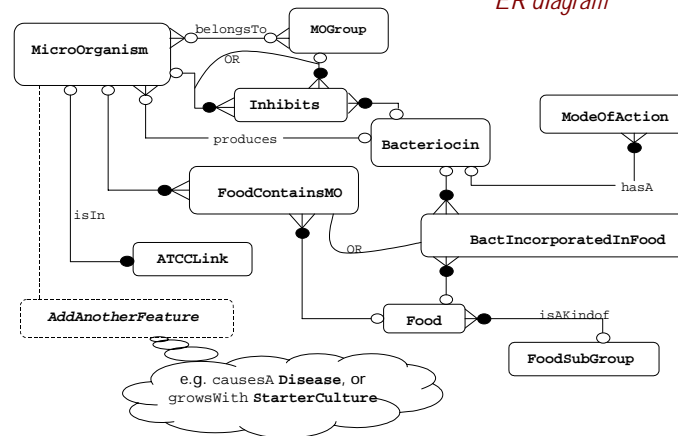 ER diagram
belongsTo
MOGroup
MicroOrganism
OR
Inhibits
ModeOfAction
produces
Bacteriocin
FoodContainsMO
hasA
isIn
OR
BactIncorporatedInFood
ATCCLink
AddAnotherFeature
Food
isAKindof
FoodSubGroup
e.g. causesA Disease, or
growsWith StarterCulture